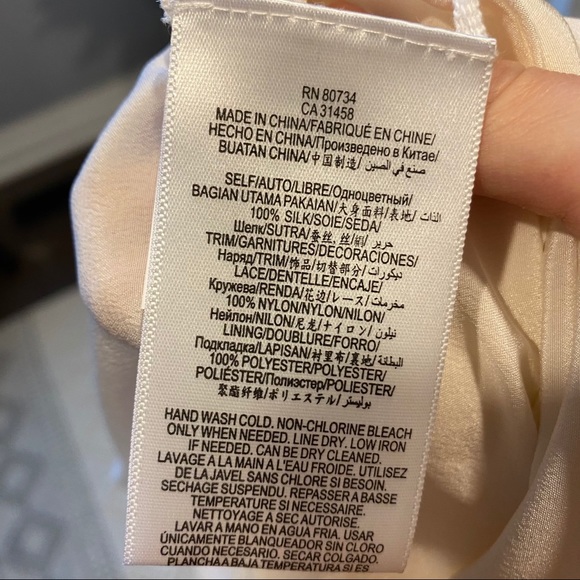 RN 80734
CA 31458
MADE IN CHINA/FABRIQUÉ EN CHINE/
HECHO EN CHINA/Произведено в Китае/
BUATAN CHINA/中国制造/ صنع في الصين
SELF/AUTO/LIBRE/Одноцветный/
BAGIAN UTAMA PAKAIAN/大身面料/表地/ الذات
100% SILK/SOIE/SEDA/
Шелк/SUTRA/蚕丝, 丝/絹/ حرير
TRIM/GARNITURES/DECORACIONES/
Наряд/TRIM/饰品/切替部分/ ديكورات
LACE/DENTELLE/ENCAJE/
Кружева/RENDA/花边/レース/ مخرمات
100% NYLON/NYLON/NILON/
Нейлон/NILON/尼龙/ナイロン/ نيلون
LINING/DOUBLURE/FORRO/
Подкладка/LAPISAN/衬里布/裏地/ البطانة
100% POLYESTER/POLYESTER/
POLIÉSTER/Полиэстер/POLIESTER/
聚酯纤维/ポリエステル/ بوليستر
HAND WASH COLD. NON-CHLORINE BLEACH
ONLY WHEN NEEDED. LINE DRY. LOW IRON
IF NEEDED. CAN BE DRY CLEANED.
LAVAGE A LA MAIN A L'EAU FROIDE. UTILISEZ
DE LA JAVEL SANS CHLORE SI BESOIN.
SECHAGE SUSPENDU. REPASSER A BASSE
TEMPERATURE SI NECESSAIRE.
NETTOYAGE A SEC AUTORISE.
LAVAR A MANO EN AGUA FRIA. USAR
ÚNICAMENTE BLANQUEADOR SIN CLORO
CUANDO NECESARIO. SECAR COLGADO.
PLANCHA A BAJA TEMPERATURA SI ES